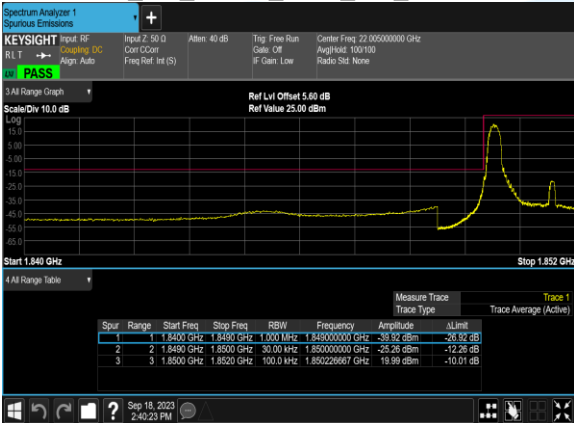 Spectrum Analyzer 1
Spurious Emissions
+
KEYSIGHT Input: RF Input Z: 50 Ω Atten: 40 dB Trig: Free Run Center Freq: 22.005000000 GHz
RLT Coupling: DC Corr CCorr Gate: Off Avg|Hold: 100/100
Align: Auto Freq Ref: Int (S) IF Gain: Low Radio Std: None
LW PASS
3 All Range Graph
Ref Lvl Offset 5.60 dB
Scale/Div 10.0 dB Ref Value 25.00 dBm
Log
15.0
5.00
-5.00
-15.0
-25.0
-35.0
-45.0
-55.0
-65.0
Start 1.840 GHz Stop 1.852 GHz
4 All Range Table
Measure Trace Trace 1
Trace Type Trace Average (Active)
Spur Range Start Freq Stop Freq RBW Frequency Amplitude ΔLimit
1 1 1.8400 GHz 1.8490 GHz 1.000 MHz 1.849000000 GHz -39.92 dBm -26.92 dB
2 2 1.8490 GHz 1.8500 GHz 30.00 kHz 1.850000000 GHz -25.26 dBm -12.26 dB
3 3 1.8500 GHz 1.8520 GHz 100.0 kHz 1.850226667 GHz 19.99 dBm -10.01 dB
? Sep 18, 2023
2:40:23 PM